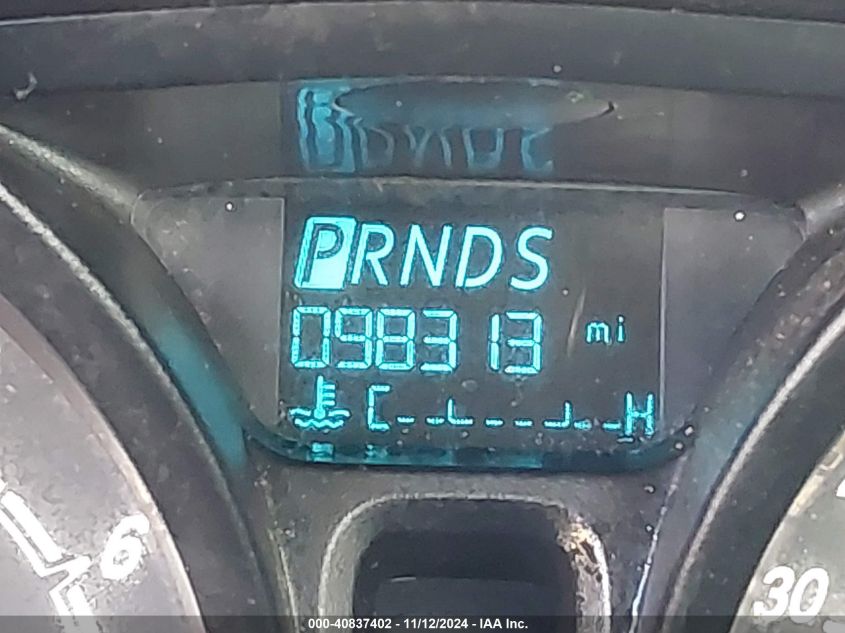 PRNDS
098313 mi
C H
6
30
000-40837402 - 11/12/2024 - IAA Inc.